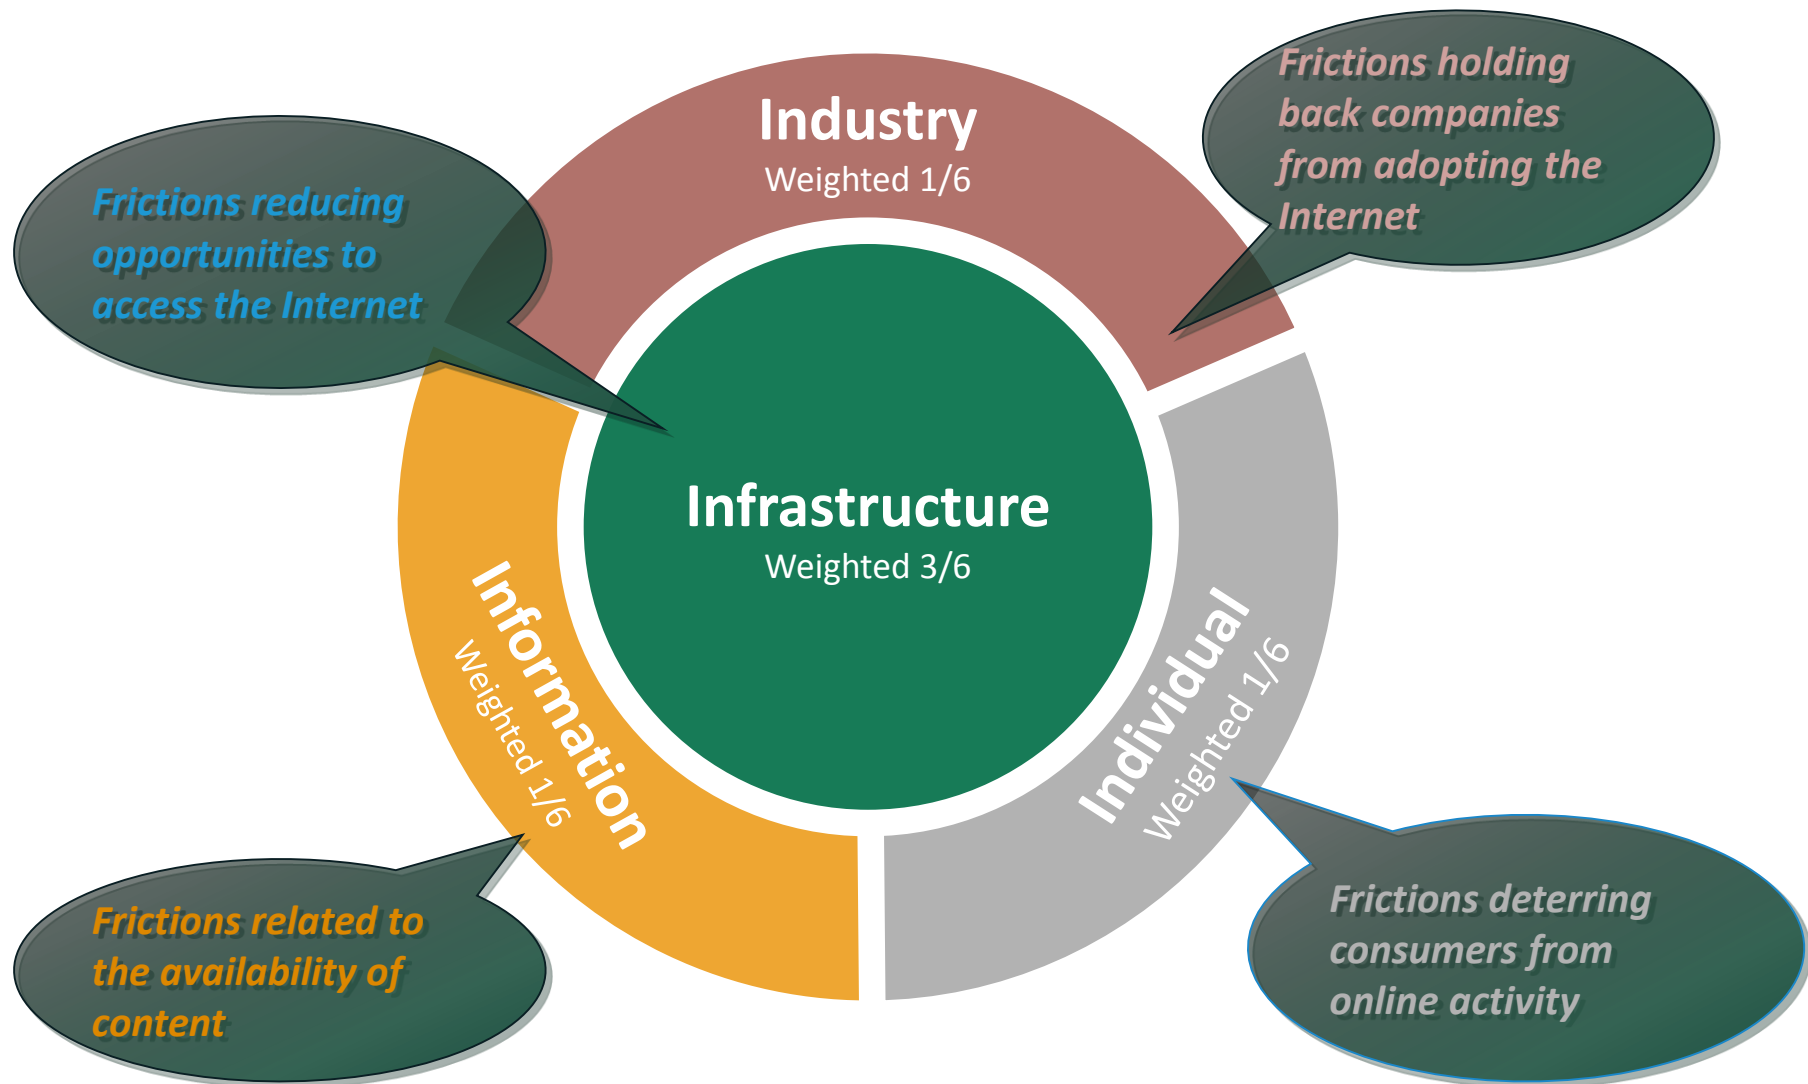 Industry
Weighted 1/6
Frictions holding
back companies
from adopting the
Internet
Frictions reducing
opportunities to
access the Internet
Infrastructure
Weighted 3/6
Information
Weighted 1/6
Individual
Weighted 1/6
Frictions related to
the availability of
content
Frictions deterring
consumers from
online activity